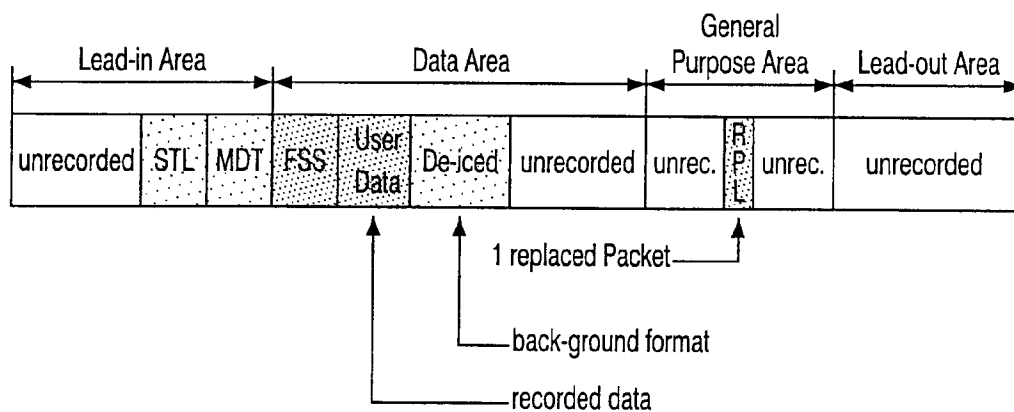 General
Lead-in Area
Data Area
Purpose Area
Lead-out Area
unrecorded
STL
MDT
FSS
User
Data
De-iced
unrecorded
unrec.
R
P
L
unrec.
unrecorded
1 replaced Packet
back-ground format
recorded data